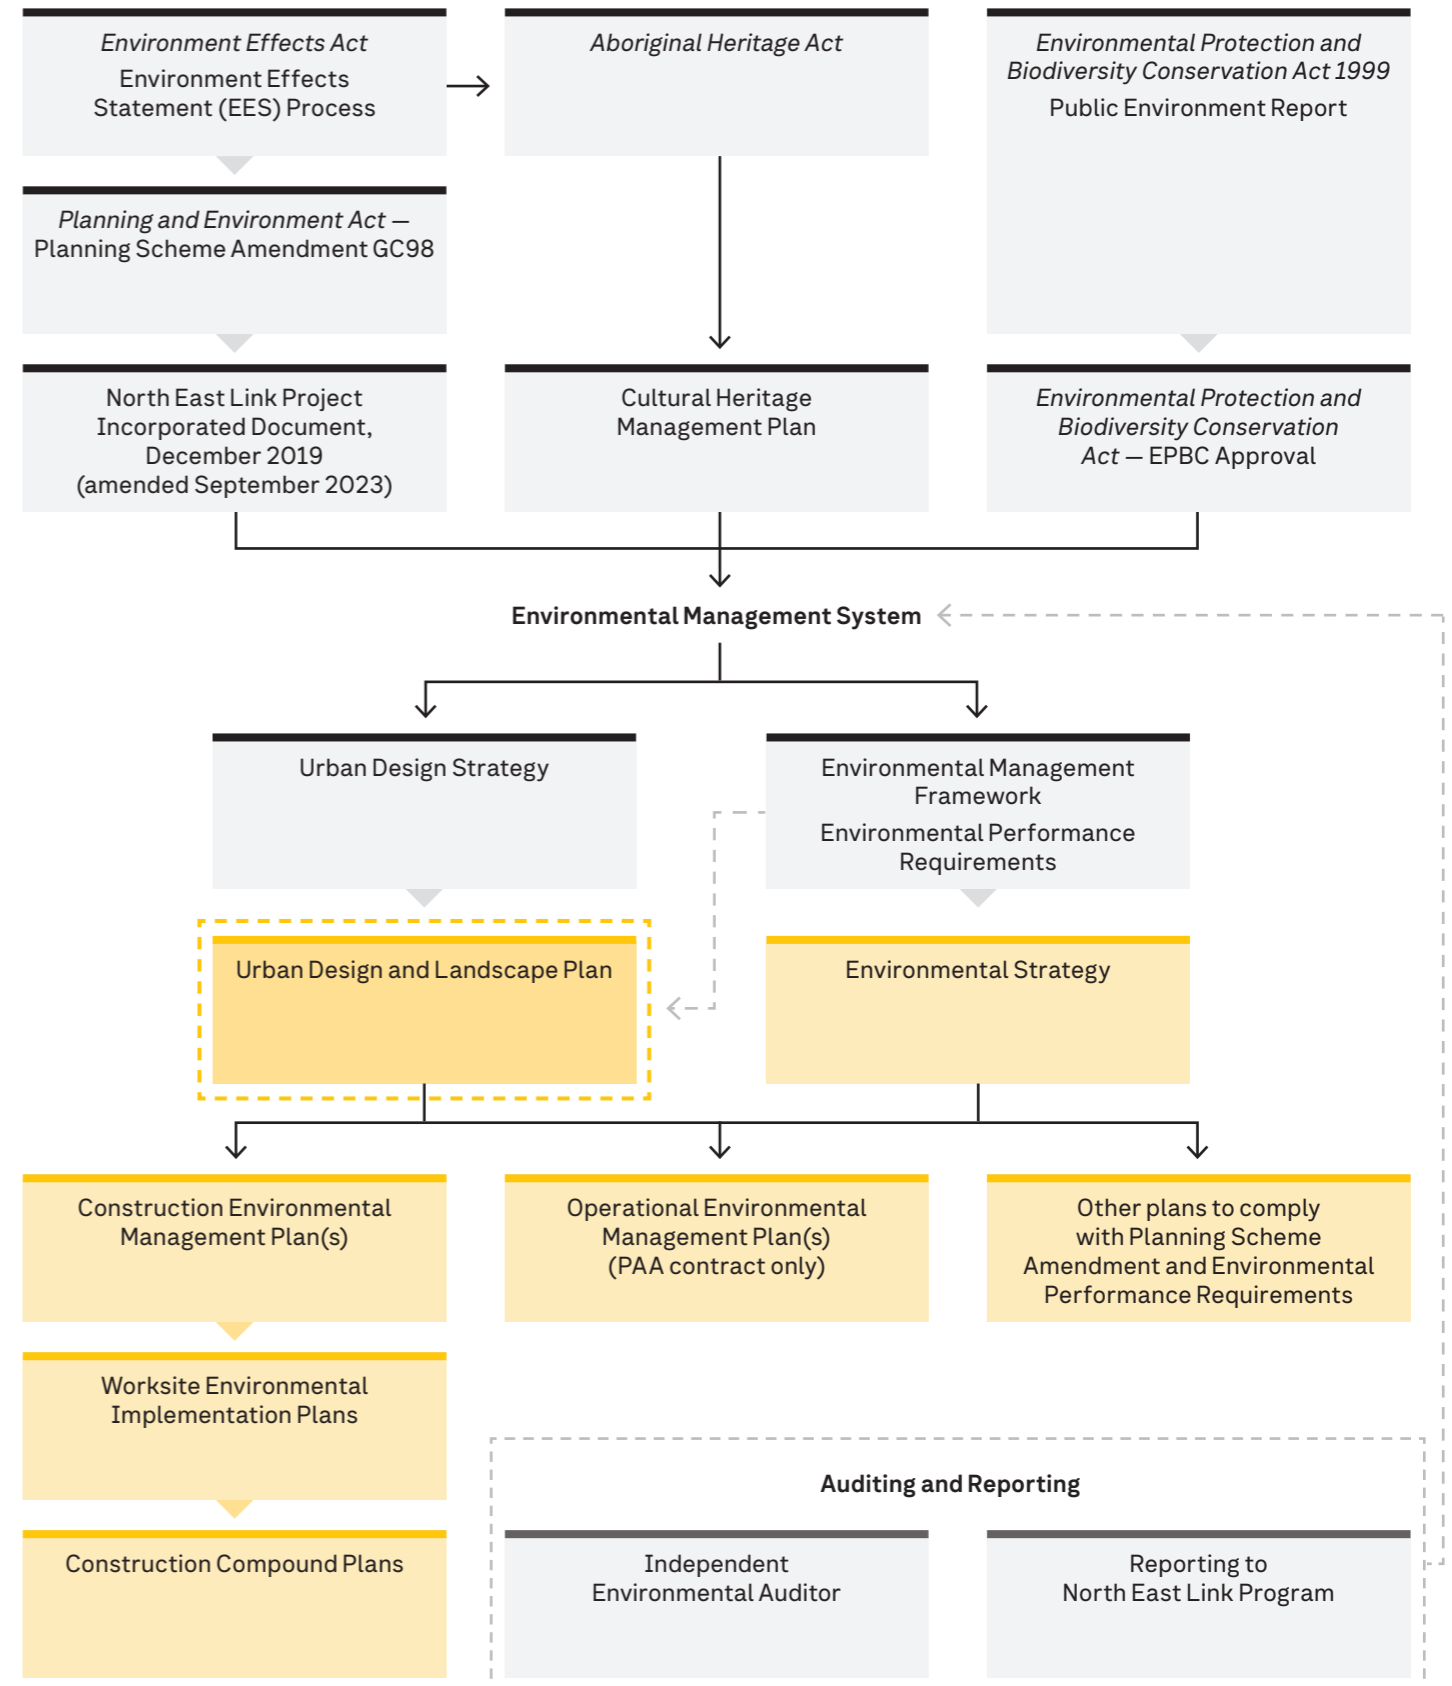 Environment Effects Act
Environment Effects
Statement (EES) Process
Aboriginal Heritage Act
Environmental Protection and
Biodiversity Conservation Act 1999
Public Environment Report
Planning and Environment Act —
Planning Scheme Amendment GC98
North East Link Project
Incorporated Document,
December 2019
(amended September 2023)
Cultural Heritage
Management Plan
Environmental Protection and
Biodiversity Conservation
Act — EPBC Approval
Environmental Management System
Urban Design Strategy
Environmental Management
Framework
Environmental Performance
Requirements
Urban Design and Landscape Plan
Environmental Strategy
Construction Environmental
Management Plan(s)
Operational Environmental
Management Plan(s)
(PAA contract only)
Other plans to comply
with Planning Scheme
Amendment and Environmental
Performance Requirements
Worksite Environmental
Implementation Plans
Auditing and Reporting
Construction Compound Plans
Independent
Environmental Auditor
Reporting to
North East Link Program